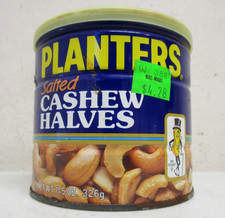 PLANTERS
Salted
CASHEW
HALVES
$4.28